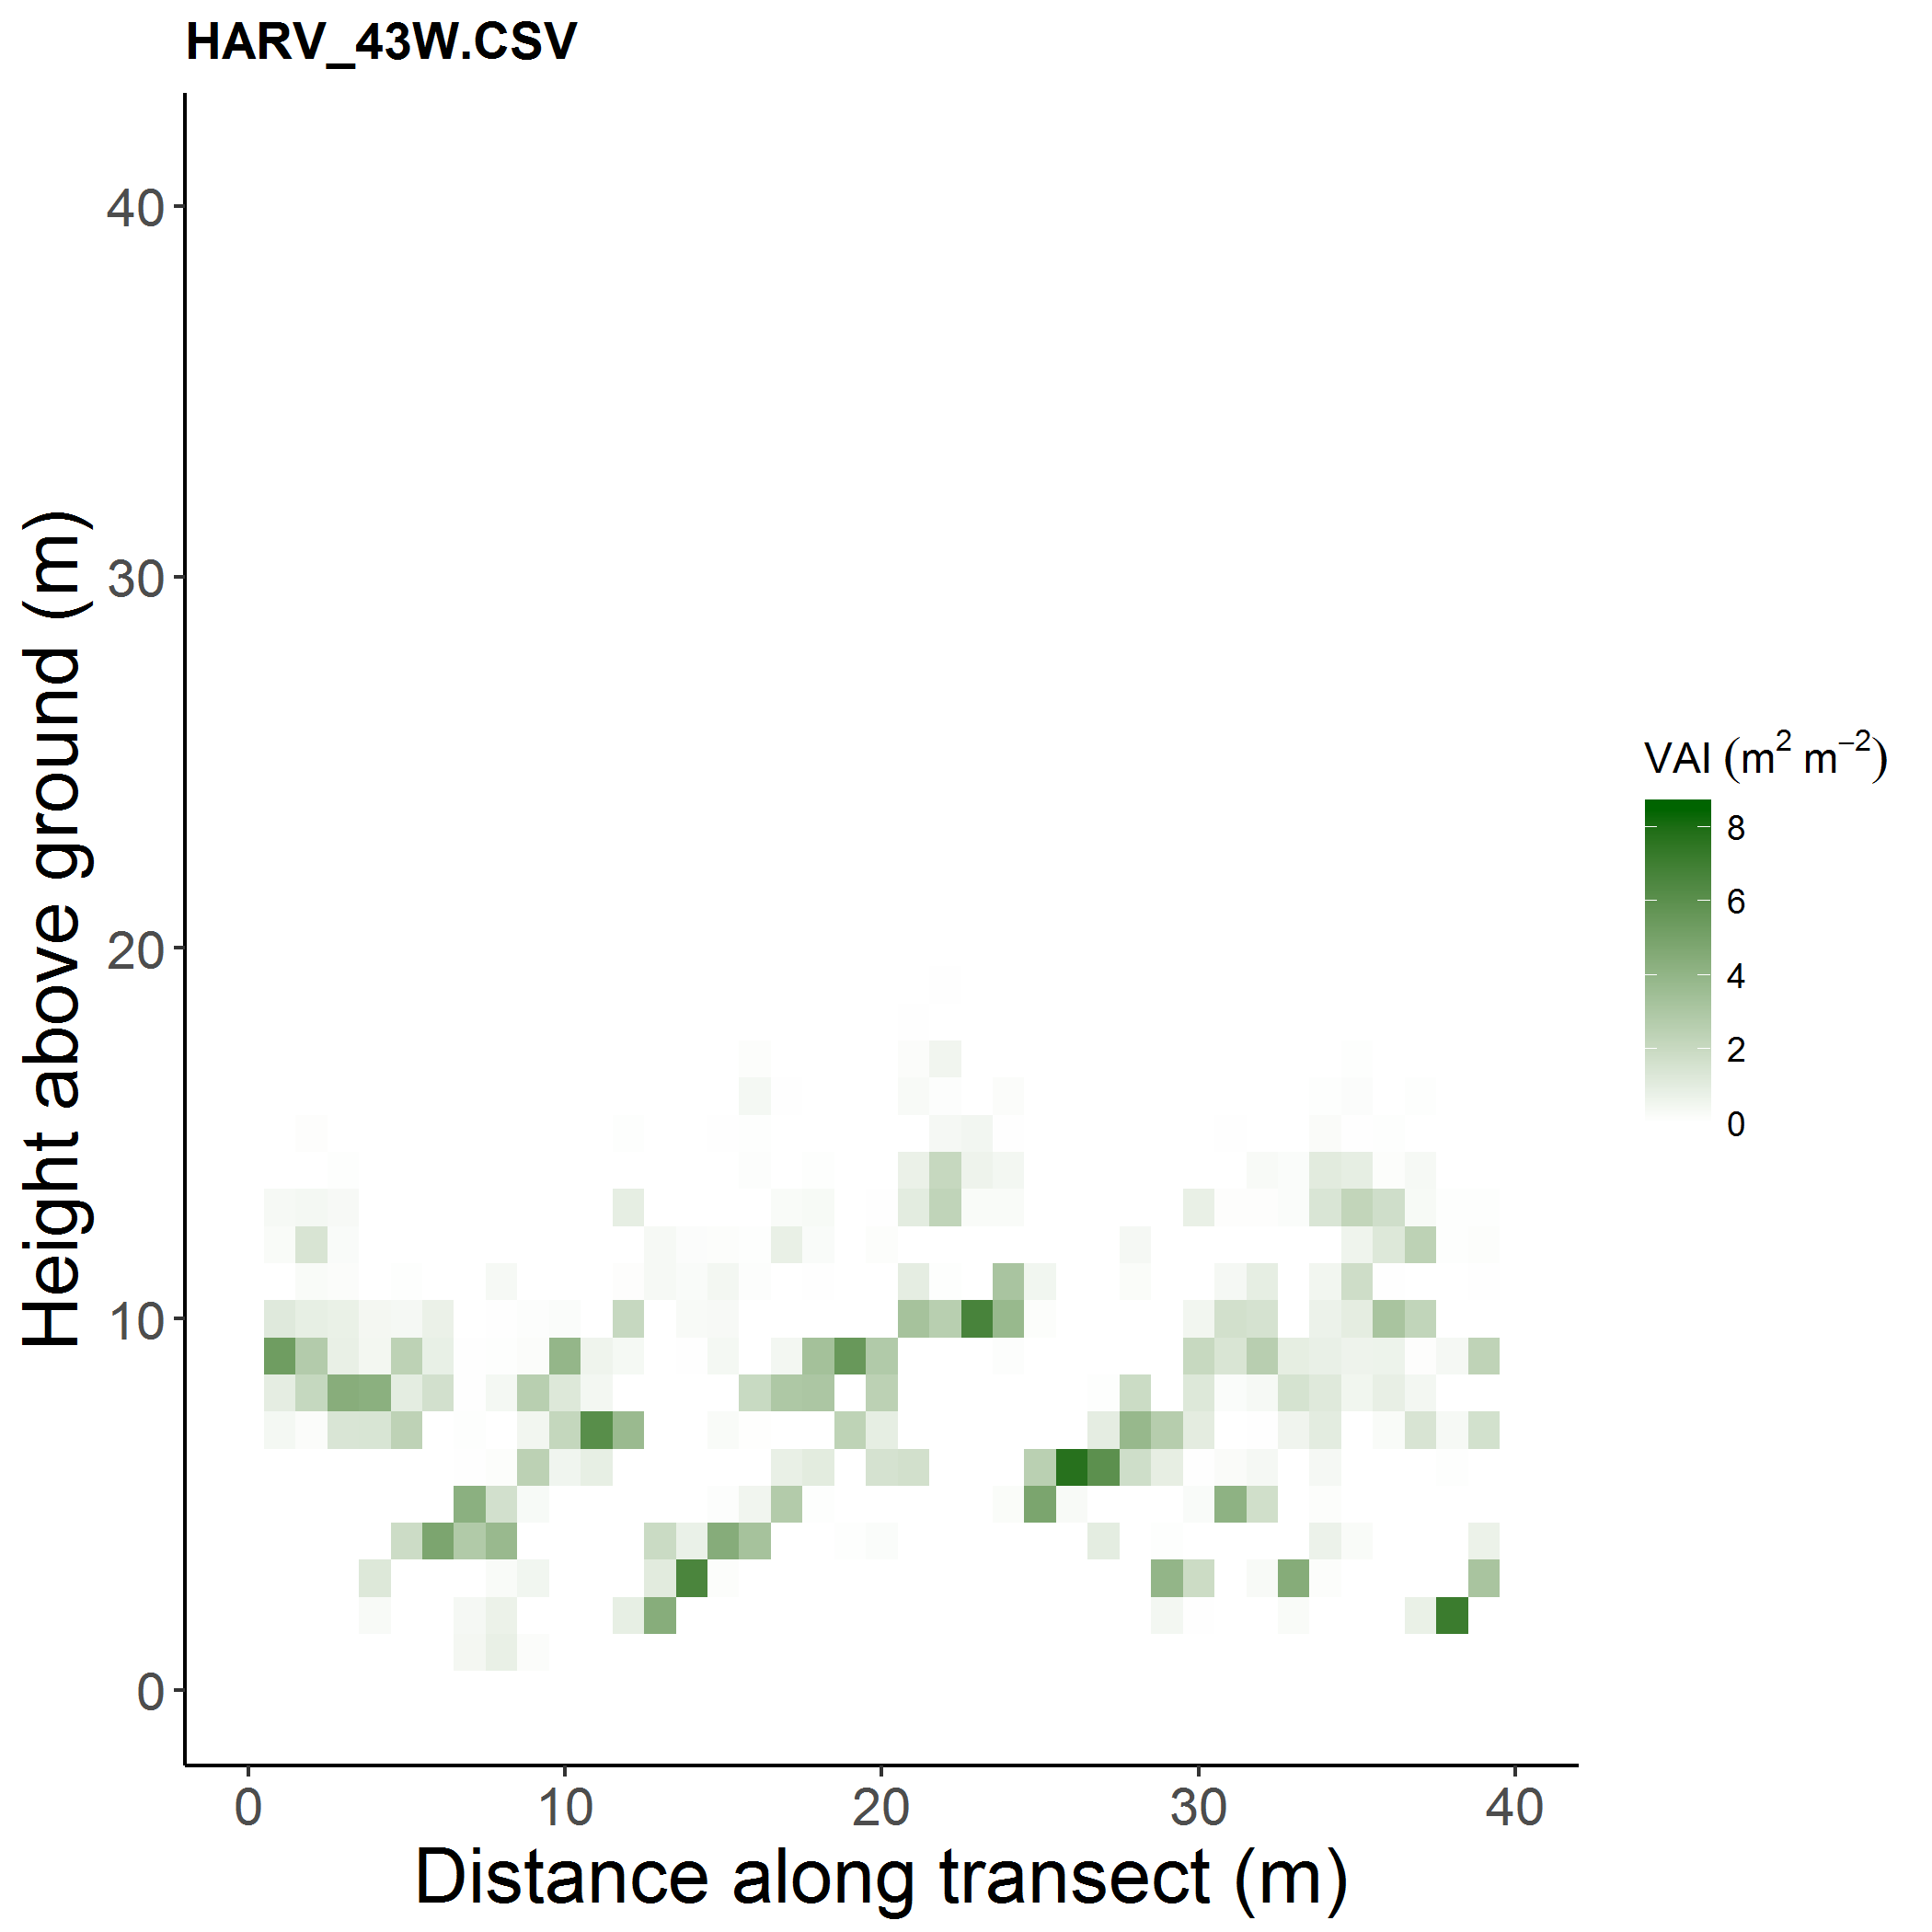 HARV_43W.CSV
40
30
20
10
0
Height above ground (m)
0 10 20 30 40
Distance along transect (m)
VAI (m² m⁻²)
8
6
4
2
0